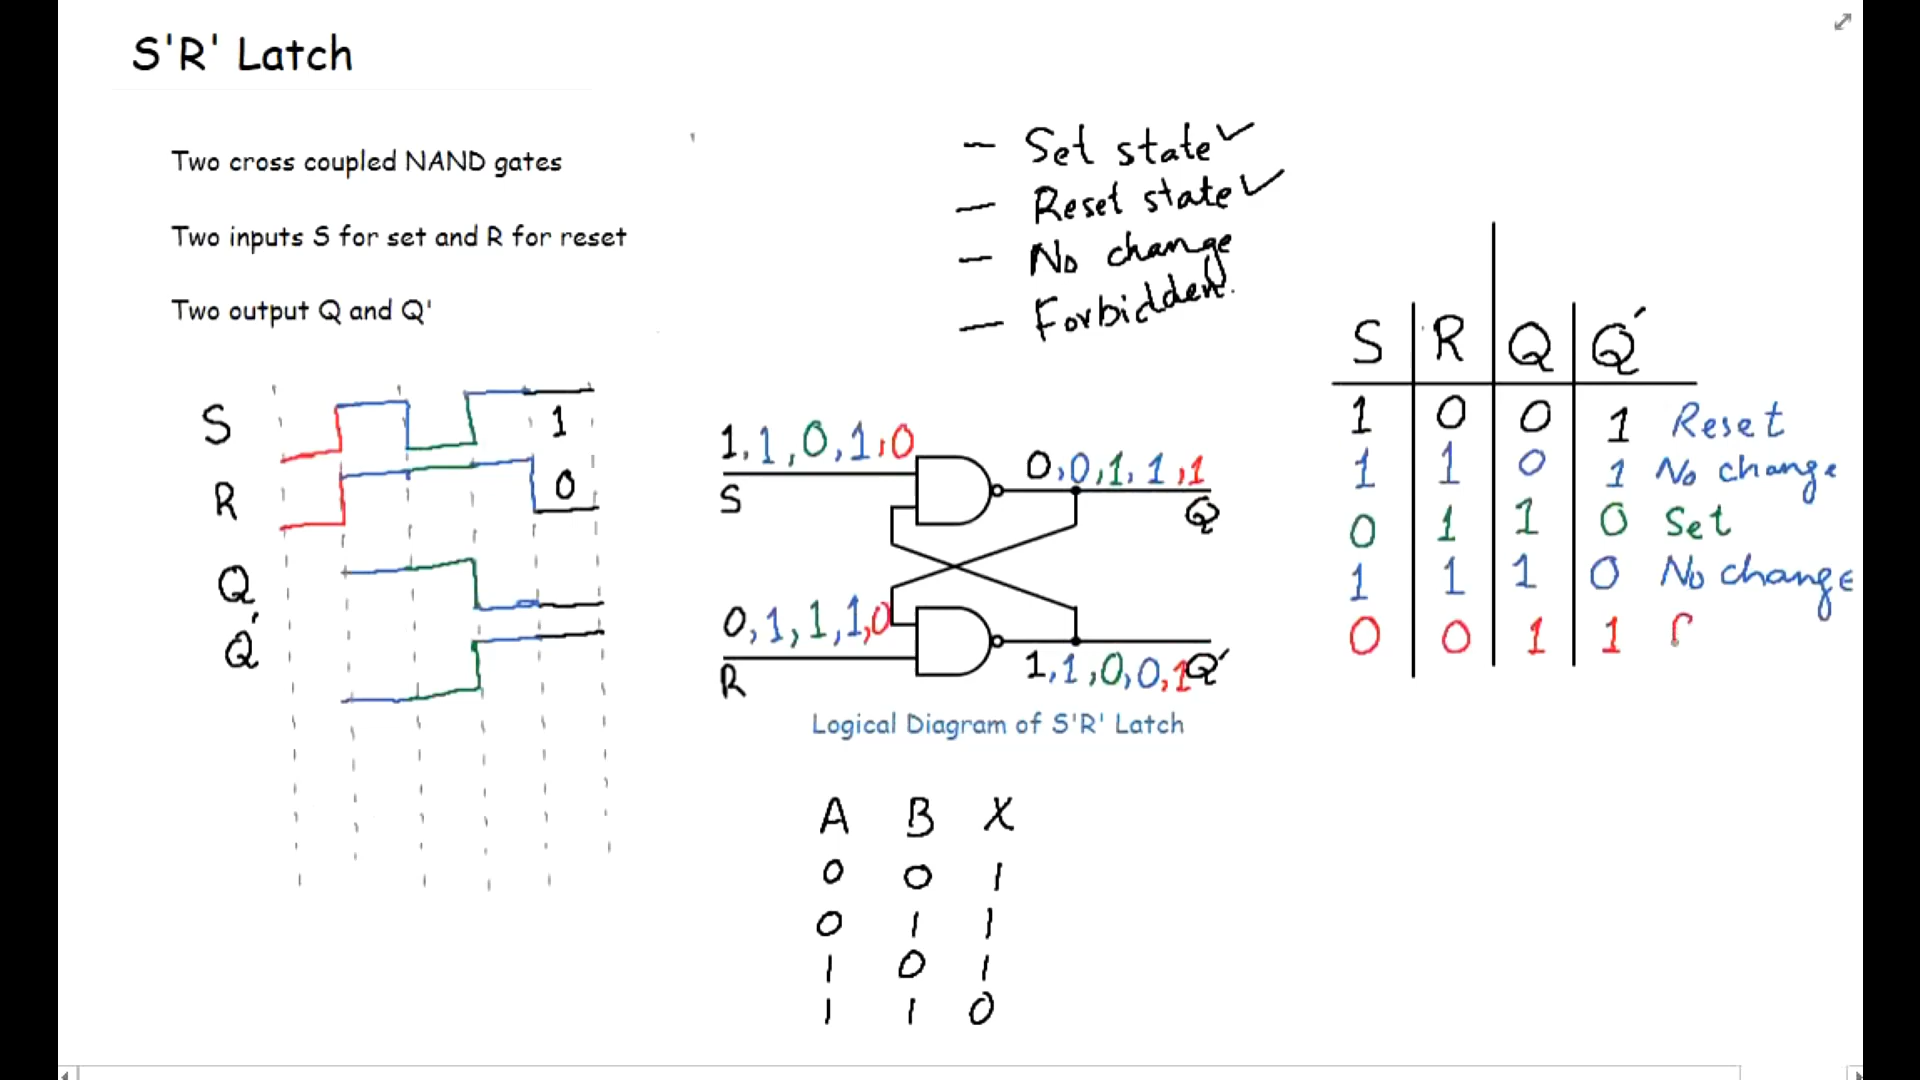 S'R' Latch
Two cross coupled NAND gates
Two inputs S for set and R for reset
Two output Q and Q'
— Set state ✓
— Reset state ✓
— No change
— Forbidden.
S 1
R 0
Q
Q'
1,1,0,1,0
S
0,0,1,1,1
Q
0,1,1,1,0
R
1,1,0,0,1
Q'
Logical Diagram of S'R' Latch
S R Q Q'
1 0 0 1 Reset
1 1 0 1 No change
0 1 1 0 Set
1 1 1 0 No change
0 0 1 1
A B X
0 0 1
0 1 1
1 0 1
1 1 0